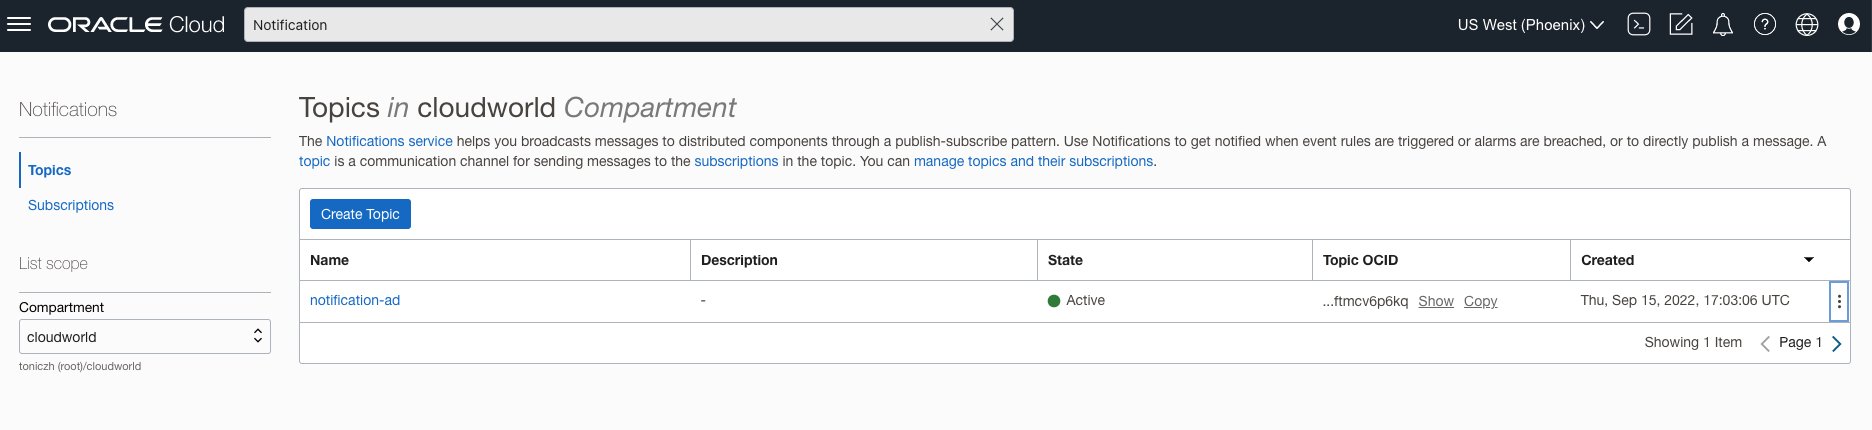 ORACLE Cloud
Notification
US West (Phoenix)
Notifications
Topics
Subscriptions
List scope
Compartment
cloudworld
toniczh (root)/cloudworld
Topics in cloudworld Compartment
The Notifications service helps you broadcasts messages to distributed components through a publish-subscribe pattern. Use Notifications to get notified when event rules are triggered or alarms are breached, or to directly publish a message. A
topic is a communication channel for sending messages to the subscriptions in the topic. You can manage topics and their subscriptions.
Create Topic
Name Description State Topic OCID Created
notification-ad - Active ...ftmcv6p6kq Show Copy Thu, Sep 15, 2022, 17:03:06 UTC
Showing 1 Item Page 1